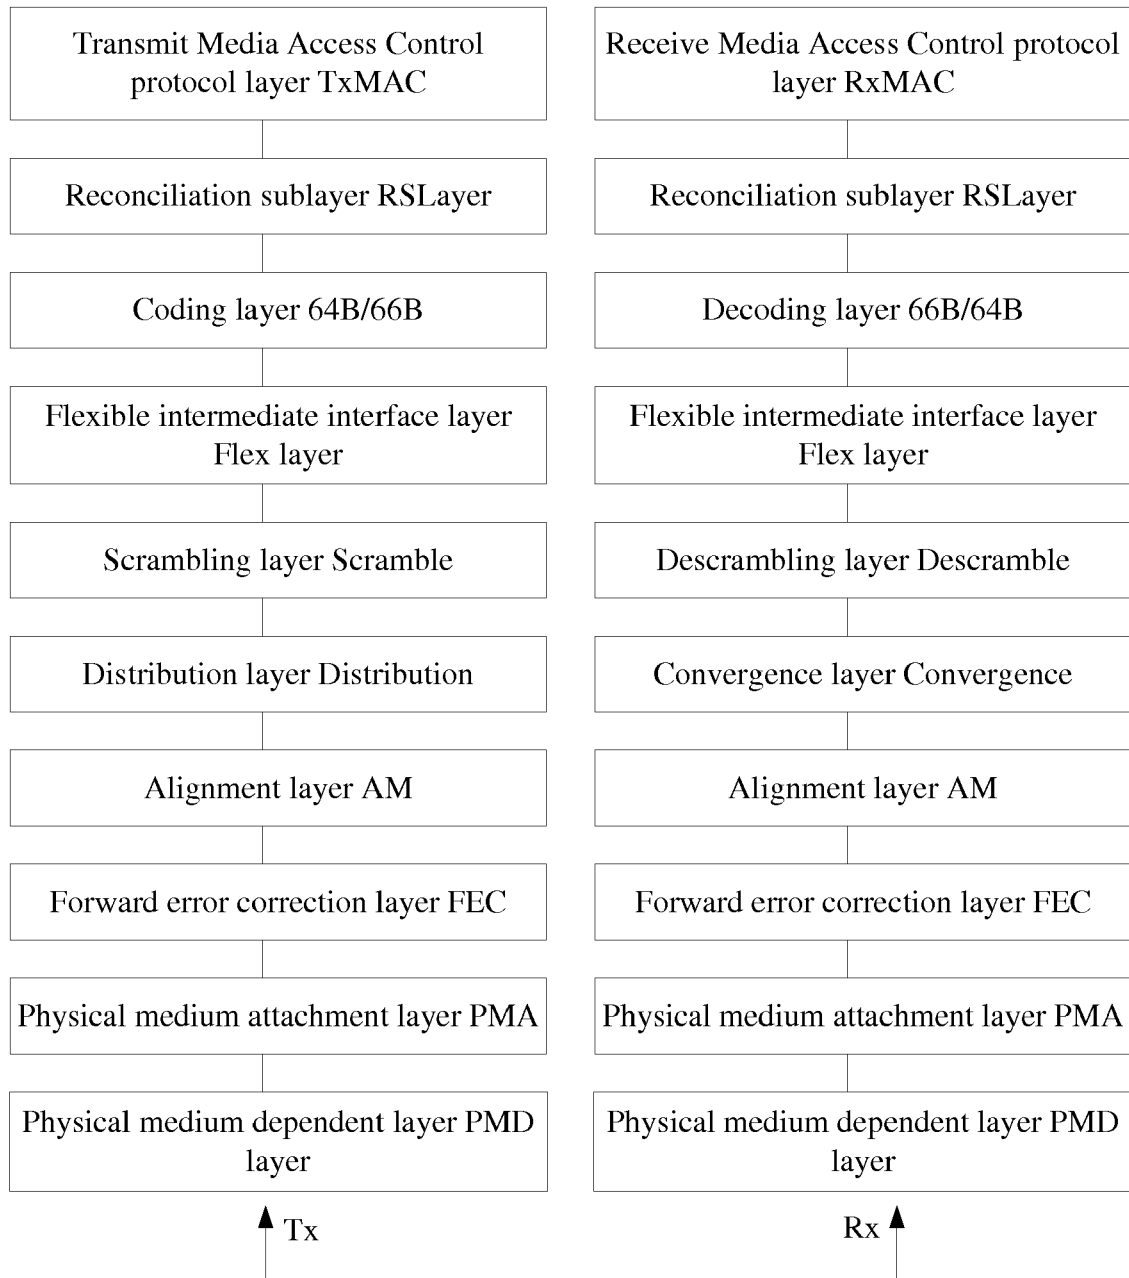 Transmit Media Access Control
protocol layer TxMAC
Reconciliation sublayer RSLayer
Coding layer 64B/66B
Flexible intermediate interface layer
Flex layer
Scrambling layer Scramble
Distribution layer Distribution
Alignment layer AM
Forward error correction layer FEC
Physical medium attachment layer PMA
Physical medium dependent layer PMD
layer
Tx
Receive Media Access Control protocol
layer RxMAC
Reconciliation sublayer RSLayer
Decoding layer 66B/64B
Flexible intermediate interface layer
Flex layer
Descrambling layer Descramble
Convergence layer Convergence
Alignment layer AM
Forward error correction layer FEC
Physical medium attachment layer PMA
Physical medium dependent layer PMD
layer
Rx